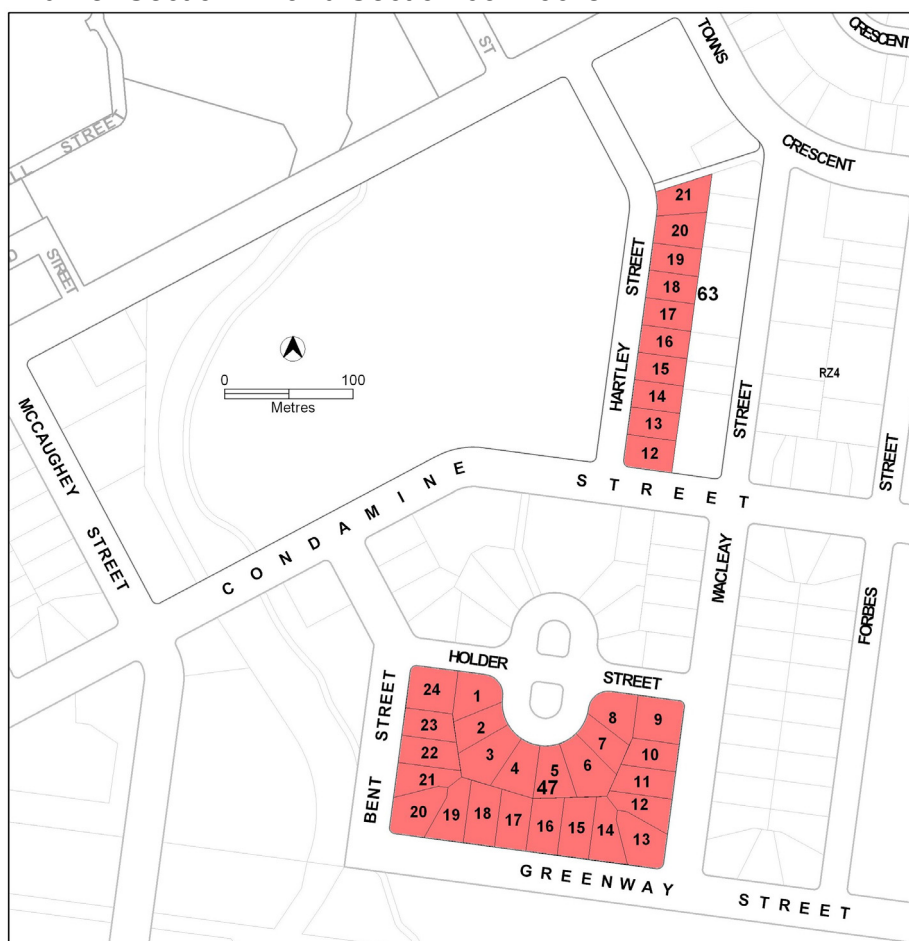 CRESCENT
TOWNS
ST
STREET
LL
CRESCENT
STREET
O
21
20
19
18
63
17
16
15
14
13
12
STREET
HARTLEY
RZ4
STREET
STREET
0
100
Metres
MCCAUGHEY
STREET
CONDAMINE
STREET
MACLEAY
FORBES
HOLDER
STREET
STREET
BENT
24
1
8
9
23
2
7
10
22
3
4
5
6
11
47
21
12
20
19
18
17
16
15
14
13
GREENWAY
STREET